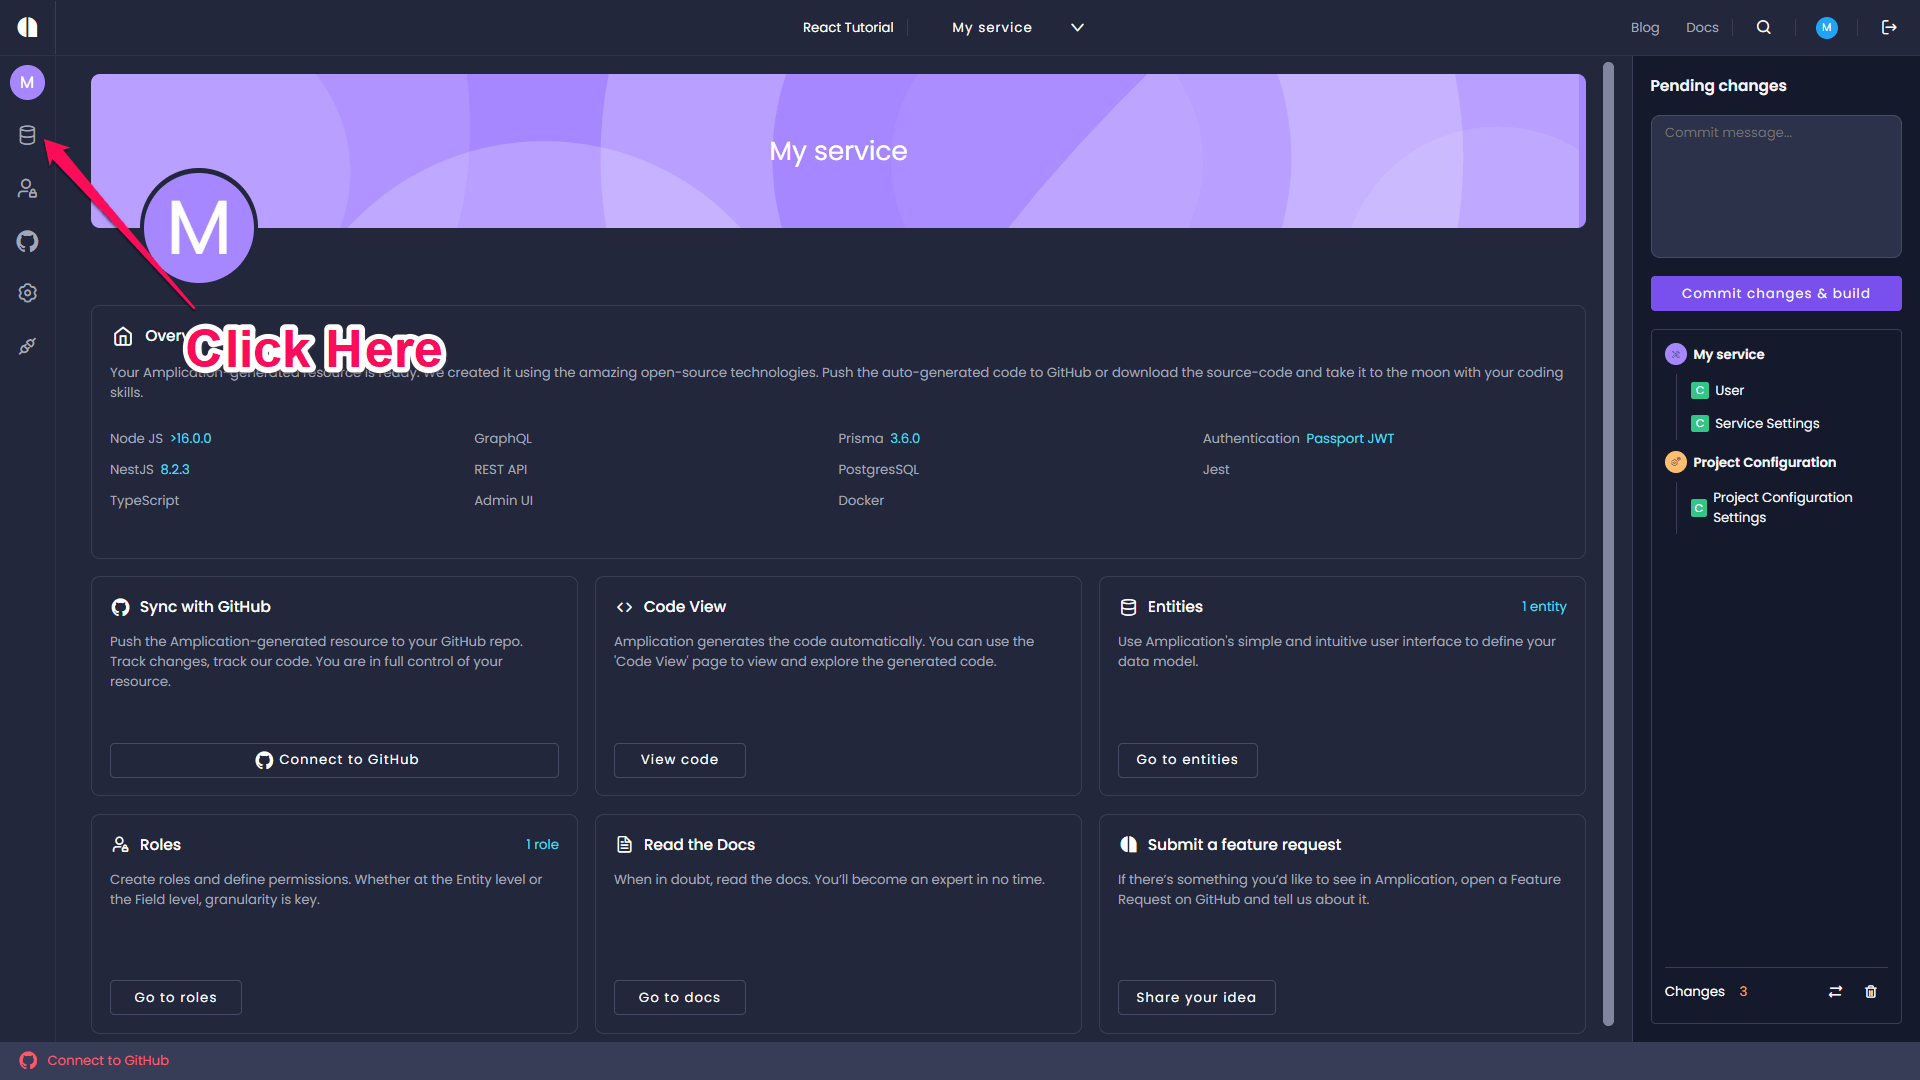 React Tutorial
My service
Blog
Docs
M
M
My service
M
Click Here
Your Amplication-generated resource is ready. We created it using the amazing open-source technologies. Push the auto-generated code to GitHub or download the source-code and take it to the moon with your coding
skills.
Node JS >16.0.0
GraphQL
Prisma 3.6.0
Authentication Passport JWT
NestJS 8.2.3
REST API
PostgresSQL
Jest
TypeScript
Admin UI
Docker
Sync with GitHub
Push the Amplication-generated resource to your GitHub repo.
Track changes, track our code. You are in full control of your
resource.
Connect to GitHub
Code View
Amplication generates the code automatically. You can use the
'Code View' page to view and explore the generated code.
View code
Entities
1 entity
Use Amplication's simple and intuitive user interface to define your
data model.
Go to entities
Roles
1 role
Create roles and define permissions. Whether at the Entity level or
the Field level, granularity is key.
Go to roles
Read the Docs
When in doubt, read the docs. You’ll become an expert in no time.
Go to docs
Submit a feature request
If there’s something you’d like to see in Amplication, open a Feature
Request on GitHub and tell us about it.
Share your idea
Pending changes
Commit message...
Commit changes & build
My service
C User
C Service Settings
Project Configuration
C Project Configuration
Settings
Changes 3
Connect to GitHub